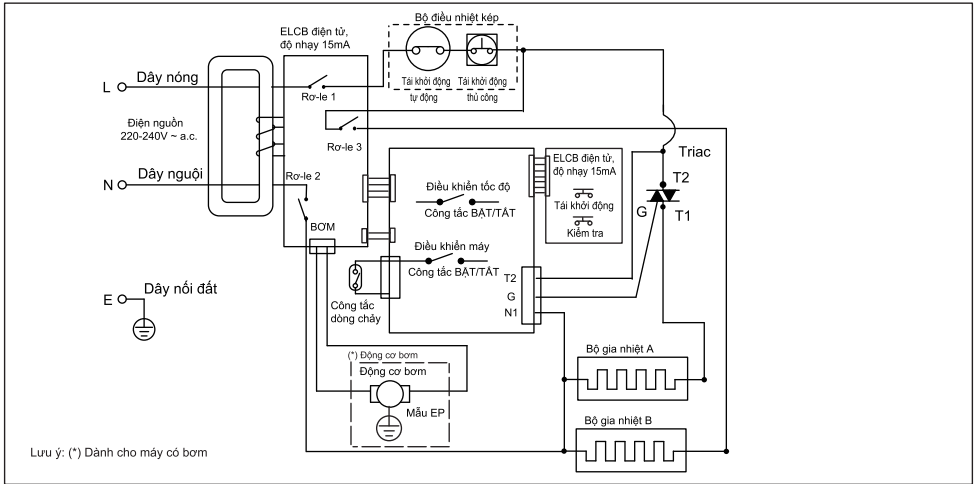 ELCB điện tử,
độ nhạy 15mA
Bộ điều nhiệt kép
Tái khởi động
tự động
Tái khởi động
thủ công
L
Dây nóng
Rơ-le 1
Điện nguồn
220-240V ~ a.c.
Rơ-le 3
N
Dây nguội
Rơ-le 2
BƠM
Điều khiển tốc độ
Công tắc BẬT/TẮT
Điều khiển máy
Công tắc BẬT/TẮT
ELCB điện tử,
độ nhạy 15mA
Tái khởi động
Kiểm tra
Triac
T2
G
T1
T2
G
N1
E
Dây nối đất
Công tắc
dòng chảy
(*) Động cơ bơm
Động cơ bơm
Mẫu EP
Bộ gia nhiệt A
Bộ gia nhiệt B
Lưu ý: (*) Dành cho máy có bơm